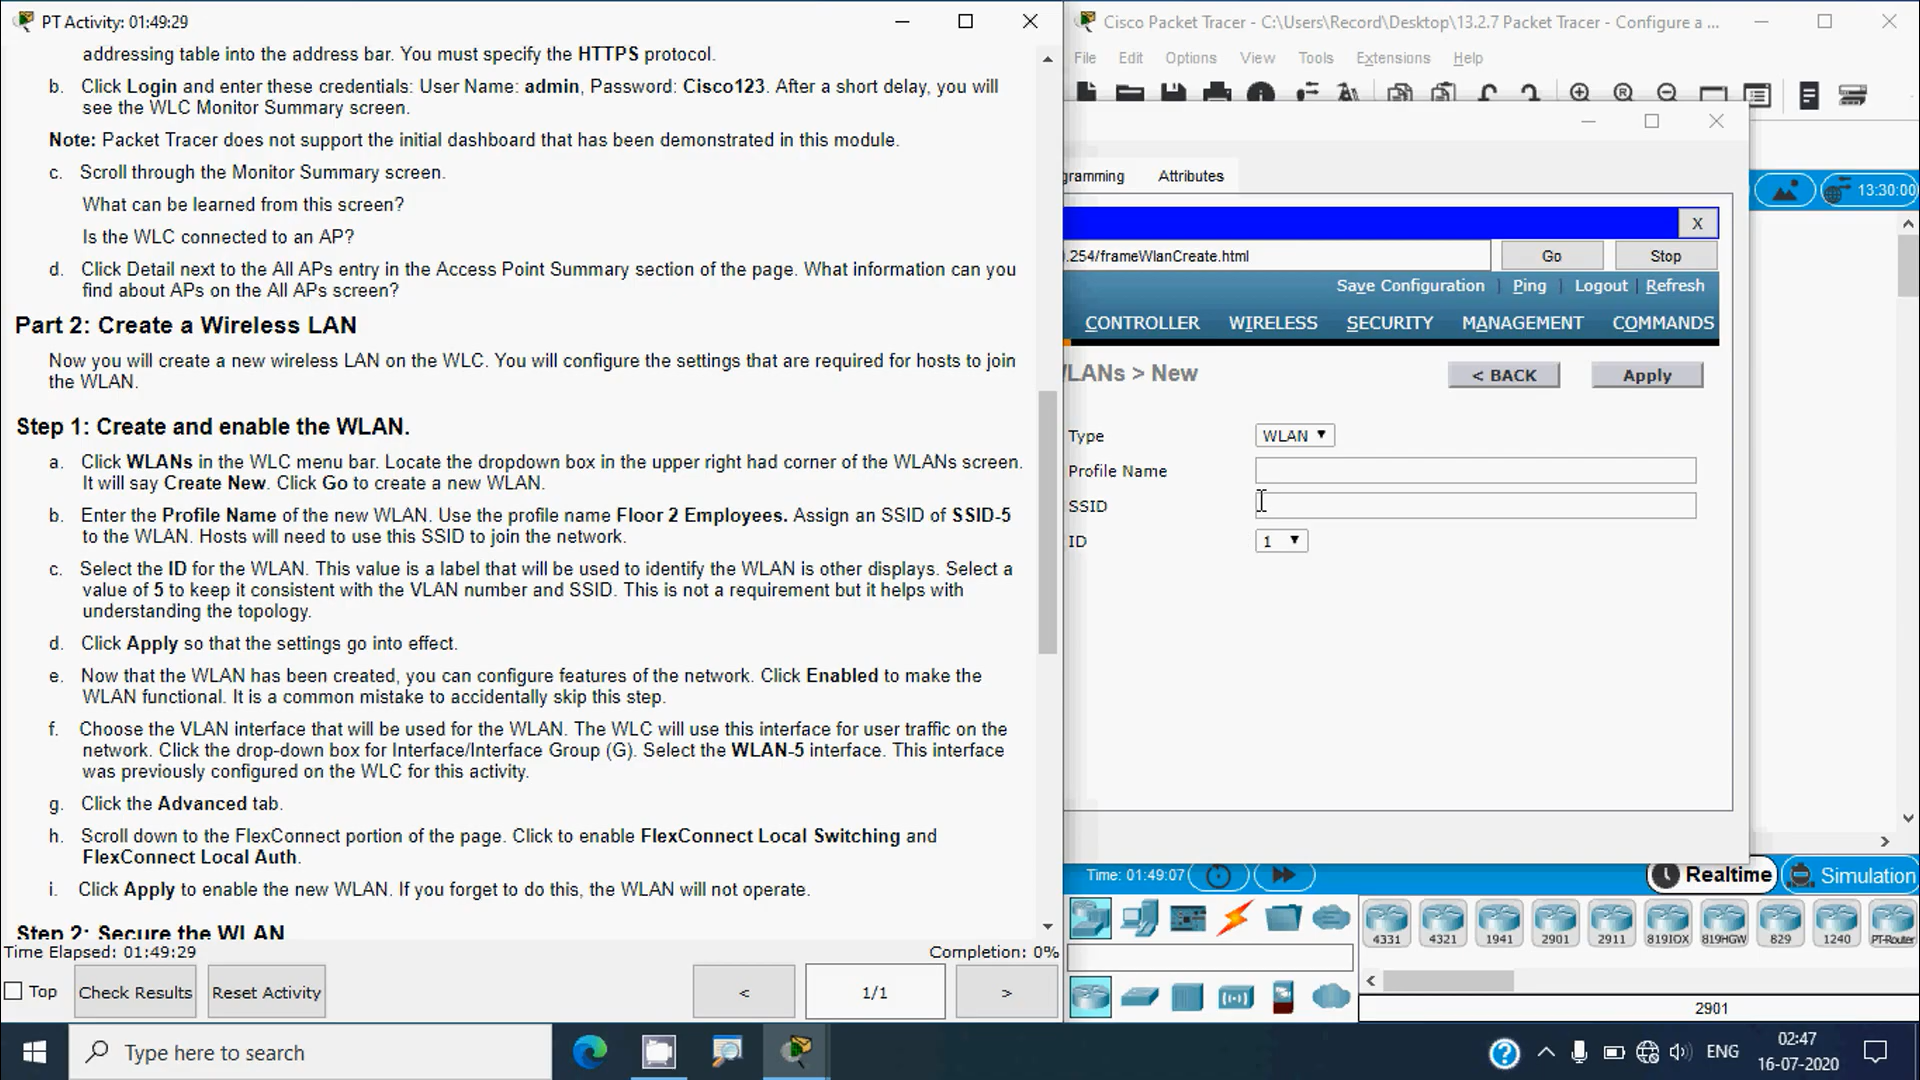 PT Activity: 01:49:29
addressing table into the address bar. You must specify the HTTPS protocol.
b. Click Login and enter these credentials: User Name: admin, Password: Cisco123. After a short delay, you will
see the WLC Monitor Summary screen.
Note: Packet Tracer does not support the initial dashboard that has been demonstrated in this module.
c. Scroll through the Monitor Summary screen.
What can be learned from this screen?
Is the WLC connected to an AP?
d. Click Detail next to the All APs entry in the Access Point Summary section of the page. What information can you
find about APs on the All APs screen?
Part 2: Create a Wireless LAN
Now you will create a new wireless LAN on the WLC. You will configure the settings that are required for hosts to join
the WLAN.
Step 1: Create and enable the WLAN.
a. Click WLANs in the WLC menu bar. Locate the dropdown box in the upper right had corner of the WLANs screen.
It will say Create New. Click Go to create a new WLAN.
b. Enter the Profile Name of the new WLAN. Use the profile name Floor 2 Employees. Assign an SSID of SSID-5
to the WLAN. Hosts will need to use this SSID to join the network.
c. Select the ID for the WLAN. This value is a label that will be used to identify the WLAN is other displays. Select a
value of 5 to keep it consistent with the VLAN number and SSID. This is not a requirement but it helps with
understanding the topology.
d. Click Apply so that the settings go into effect.
e. Now that the WLAN has been created, you can configure features of the network. Click Enabled to make the
WLAN functional. It is a common mistake to accidentally skip this step.
f. Choose the VLAN interface that will be used for the WLAN. The WLC will use this interface for user traffic on the
network. Click the drop-down box for Interface/Interface Group (G). Select the WLAN-5 interface. This interface
was previously configured on the WLC for this activity.
g. Click the Advanced tab.
h. Scroll down to the FlexConnect portion of the page. Click to enable FlexConnect Local Switching and
FlexConnect Local Auth.
i. Click Apply to enable the new WLAN. If you forget to do this, the WLAN will not operate.
Step 2: Secure the WLAN
Time Elapsed: 01:49:29
Completion: 0%
Top
Check Results
Reset Activity
<
1/1
>
Cisco Packet Tracer - C:\Users\Record\Desktop\13.2.7 Packet Tracer - Configure a ...
File Edit Options View Tools Extensions Help
13:30:00
gramming
Attributes
X
.254/frameWlanCreate.html
Go
Stop
Save Configuration | Ping | Logout | Refresh
CONTROLLER WIRELESS SECURITY MANAGEMENT COMMANDS
LANs > New
< BACK
Apply
Type
WLAN
Profile Name
SSID
ID
1
Time: 01:49:07
Realtime
Simulation
4331
4321
1941
2901
2911
819IOX
819HGW
829
1240
PT-Router
2901
Type here to search
ENG
02:47
16-07-2020